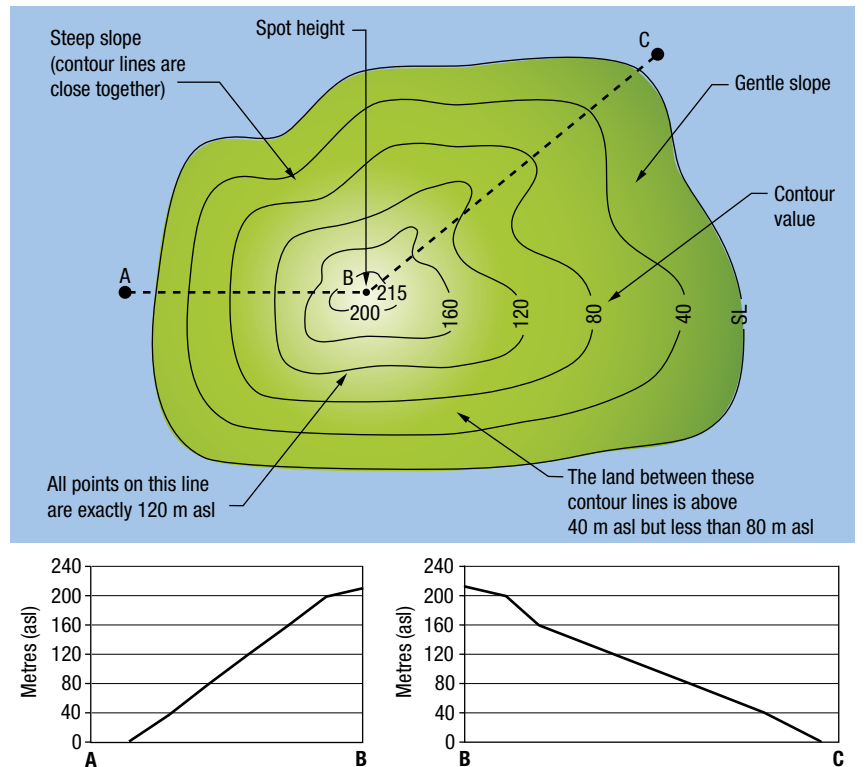 Steep slope
(contour lines are
close together)
Spot height
C
Gentle slope
Contour
value
A
B
215
200
160
120
80
40
SL
All points on this line
are exactly 120 m asl
The land between these
contour lines is above
40 m asl but less than 80 m asl
Metres (asl)
240
200
160
120
80
40
0
A
B
Metres (asl)
240
200
160
120
80
40
0
B
C